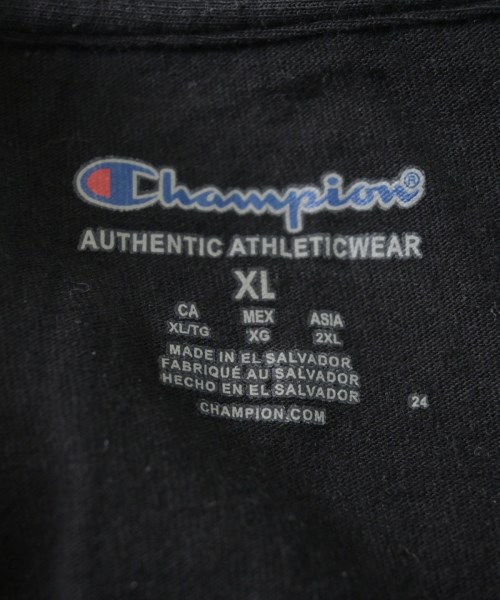 Champion®
AUTHENTIC ATHLETICWEAR
XL
CA MEX ASIA
XL/TG XG 2XL
MADE IN EL SALVADOR
FABRIQUÉ AU SALVADOR
HECHO EN EL SALVADOR
24
CHAMPION.COM